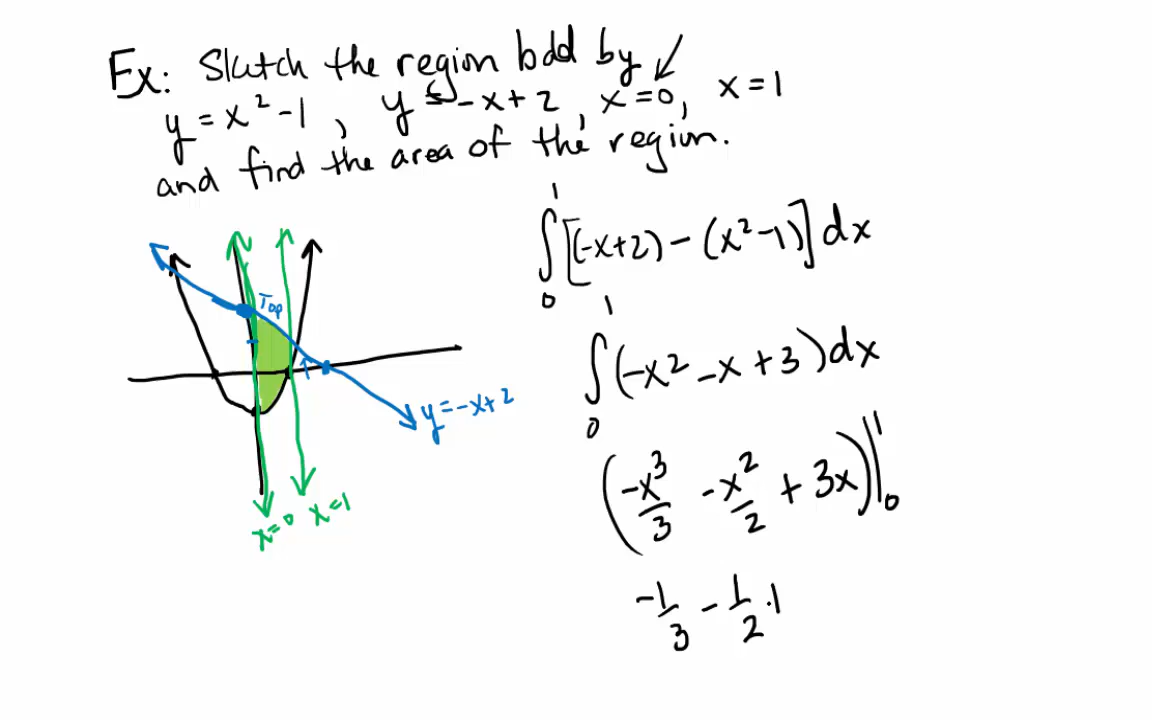 Ex: Sketch the region bdd by
y = x² - 1, y = -x + 2, x = 0, x = 1
and find the area of the region.
∫₀¹ [(-x+2) - (x²-1)] dx
Top
∫₀¹ (-x² - x + 3) dx
y = -x + 2
(-x³/3 - x²/2 + 3x)|₀¹
x=0 x=1
-1/3 - 1/2 · 1